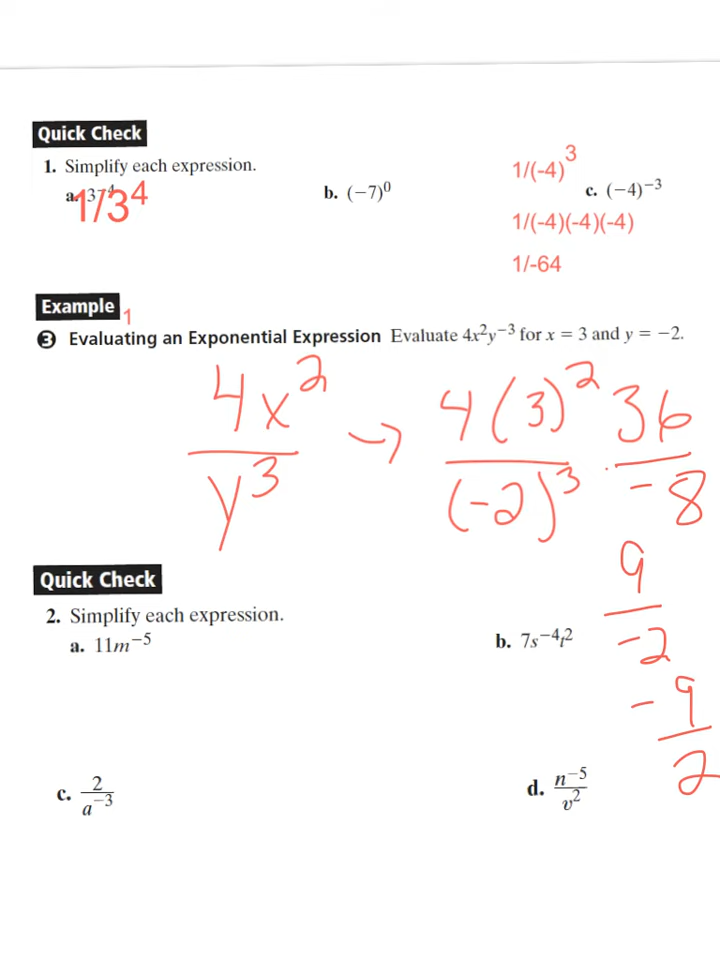 Quick Check
1. Simplify each expression.
a. 3⁻⁴
1/3⁴
b. (−7)⁰
c. (−4)⁻³
1/(-4)³
1/(-4)(-4)(-4)
1/-64
Example 1
3 Evaluating an Exponential Expression Evaluate 4x²y⁻³ for x = 3 and y = −2.
4x²
y³
→
4(3)²
(-2)³
36
-8
9
-2
-9
2
Quick Check
2. Simplify each expression.
a. 11m⁻⁵
b. 7s⁻⁴t²
c. 2
a⁻³
d. n⁻⁵
v²